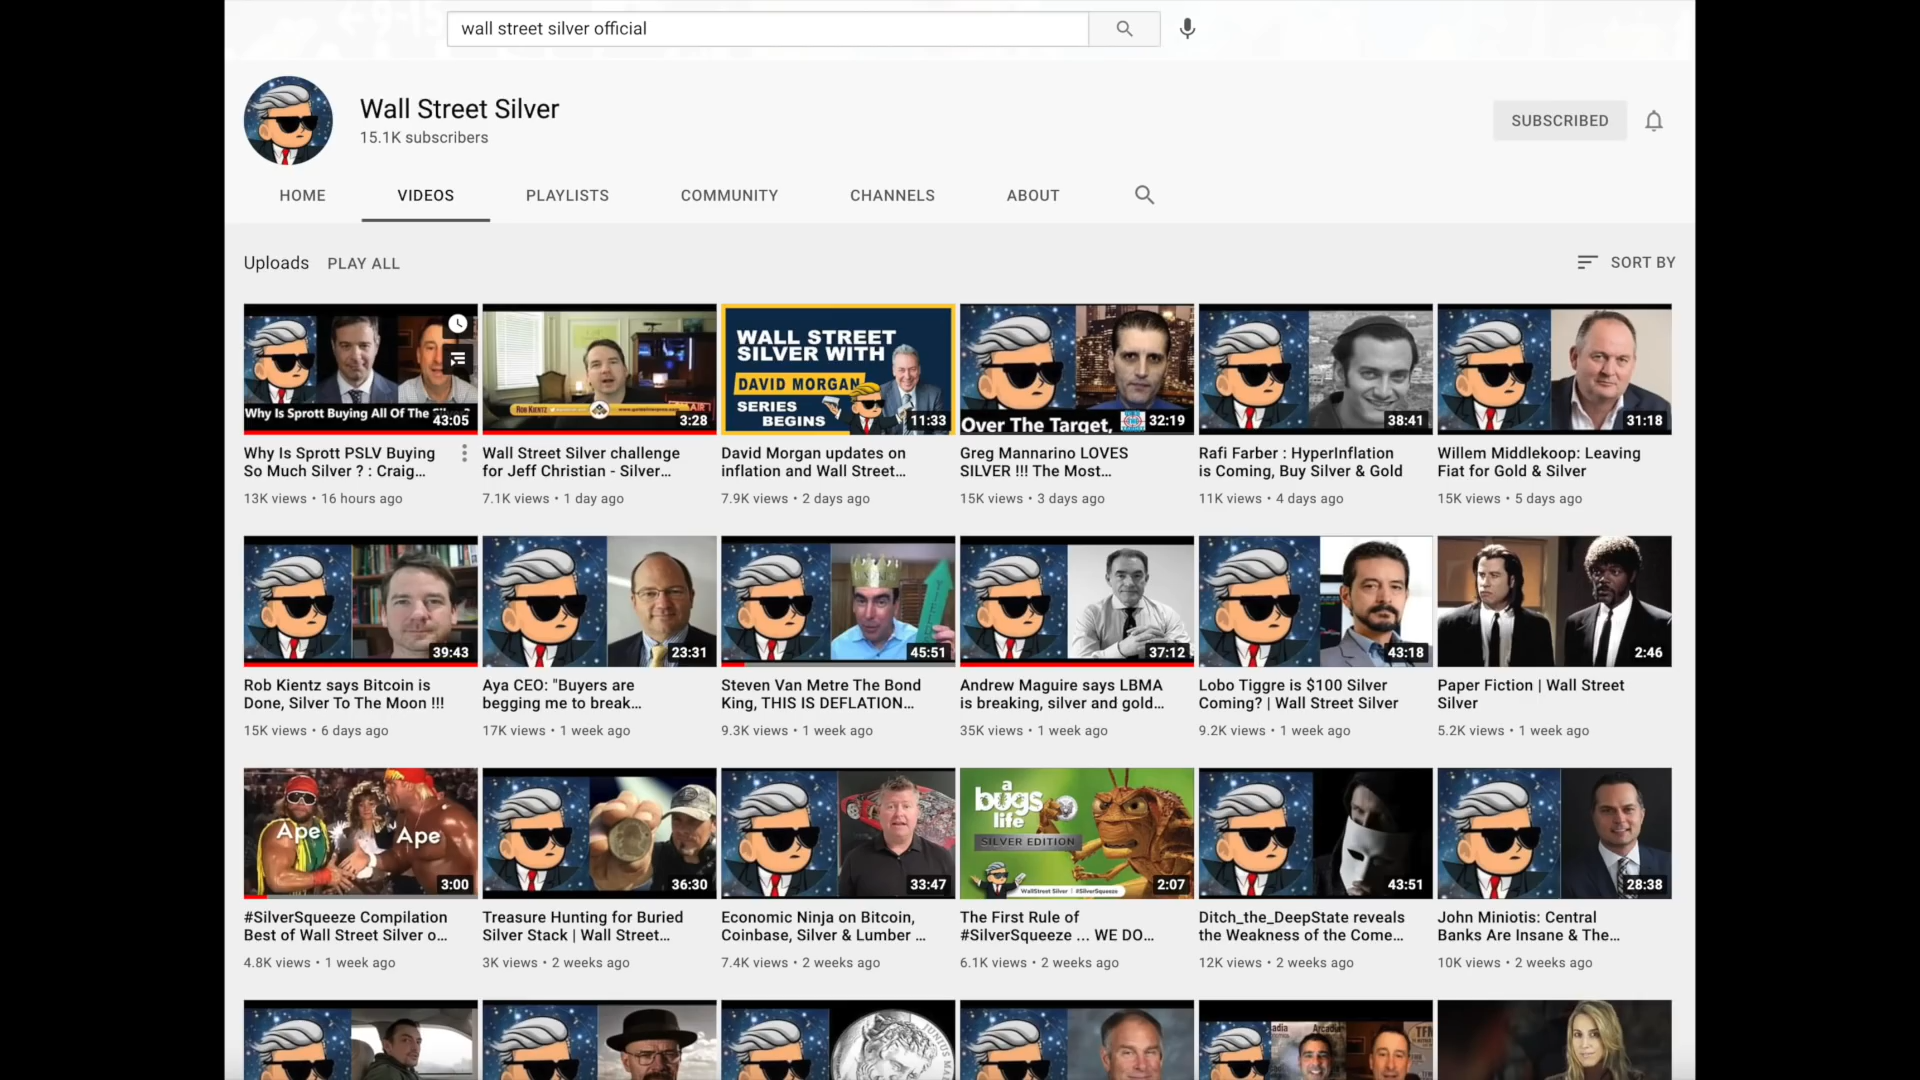 wall street silver official
Wall Street Silver
15.1K subscribers
SUBSCRIBED
HOME VIDEOS PLAYLISTS COMMUNITY CHANNELS ABOUT
Uploads PLAY ALL SORT BY
Why Is Sprott Buying All Of The
43:05
3:28
WALL STREET
SILVER WITH
DAVID MORGAN
SERIES
BEGINS
11:33
Over The Target,
32:19
38:41
31:18
Why Is Sprott PSLV Buying
So Much Silver ? : Craig...
13K views • 16 hours ago
Wall Street Silver challenge
for Jeff Christian - Silver...
7.1K views • 1 day ago
David Morgan updates on
inflation and Wall Street...
7.9K views • 2 days ago
Greg Mannarino LOVES
SILVER !!! The Most...
15K views • 3 days ago
Rafi Farber : HyperInflation
is Coming, Buy Silver & Gold
11K views • 4 days ago
Willem Middlekoop: Leaving
Fiat for Gold & Silver
15K views • 5 days ago
39:43
23:31
45:51
37:12
43:18
2:46
Rob Kientz says Bitcoin is
Done, Silver To The Moon !!!
15K views • 6 days ago
Aya CEO: "Buyers are
begging me to break...
17K views • 1 week ago
Steven Van Metre The Bond
King, THIS IS DEFLATION...
9.3K views • 1 week ago
Andrew Maguire says LBMA
is breaking, silver and gold...
35K views • 1 week ago
Lobo Tiggre is $100 Silver
Coming? | Wall Street Silver
9.2K views • 1 week ago
Paper Fiction | Wall Street
Silver
5.2K views • 1 week ago
Ape Ape
3:00
36:30
33:47
a
bugs
life
SILVER EDITION
WallStreet Silver | #SilverSqueeze
2:07
43:51
28:38
#SilverSqueeze Compilation
Best of Wall Street Silver o...
4.8K views • 1 week ago
Treasure Hunting for Buried
Silver Stack | Wall Street...
3K views • 2 weeks ago
Economic Ninja on Bitcoin,
Coinbase, Silver & Lumber ...
7.4K views • 2 weeks ago
The First Rule of
#SilverSqueeze ... WE DO...
6.1K views • 2 weeks ago
Ditch_the_DeepState reveals
the Weakness of the Come...
12K views • 2 weeks ago
John Miniotis: Central
Banks Are Insane & The...
10K views • 2 weeks ago